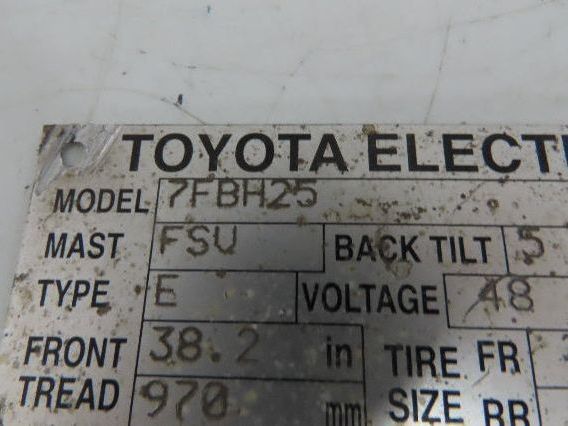 TOYOTA ELECT
MODEL 7FBH25
MAST FSV BACK TILT 5
TYPE E VOLTAGE 48
FRONT 38.2 in TIRE FR
TREAD 970 mm SIZE RR